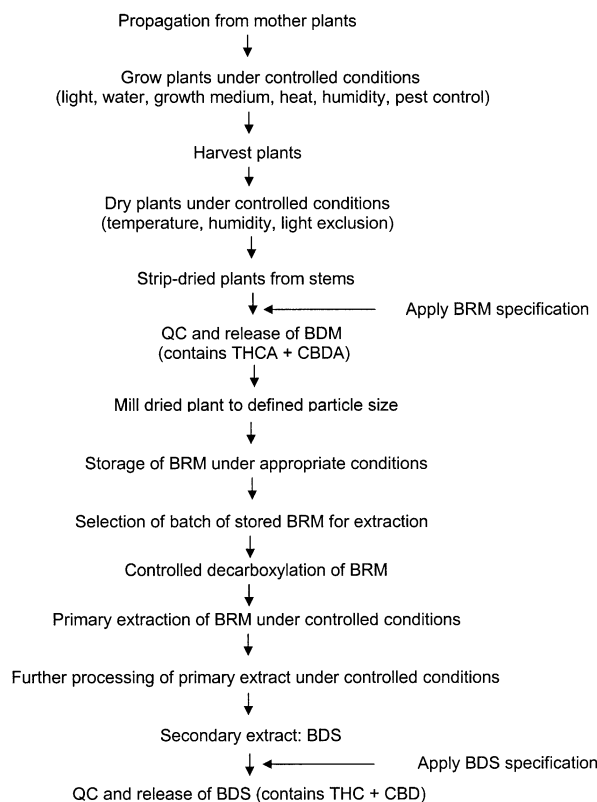 Propagation from mother plants
Grow plants under controlled conditions
(light, water, growth medium, heat, humidity, pest control)
Harvest plants
Dry plants under controlled conditions
(temperature, humidity, light exclusion)
Strip-dried plants from stems
Apply BRM specification
QC and release of BDM
(contains THCA + CBDA)
Mill dried plant to defined particle size
Storage of BRM under appropriate conditions
Selection of batch of stored BRM for extraction
Controlled decarboxylation of BRM
Primary extraction of BRM under controlled conditions
Further processing of primary extract under controlled conditions
Secondary extract: BDS
Apply BDS specification
QC and release of BDS (contains THC + CBD)